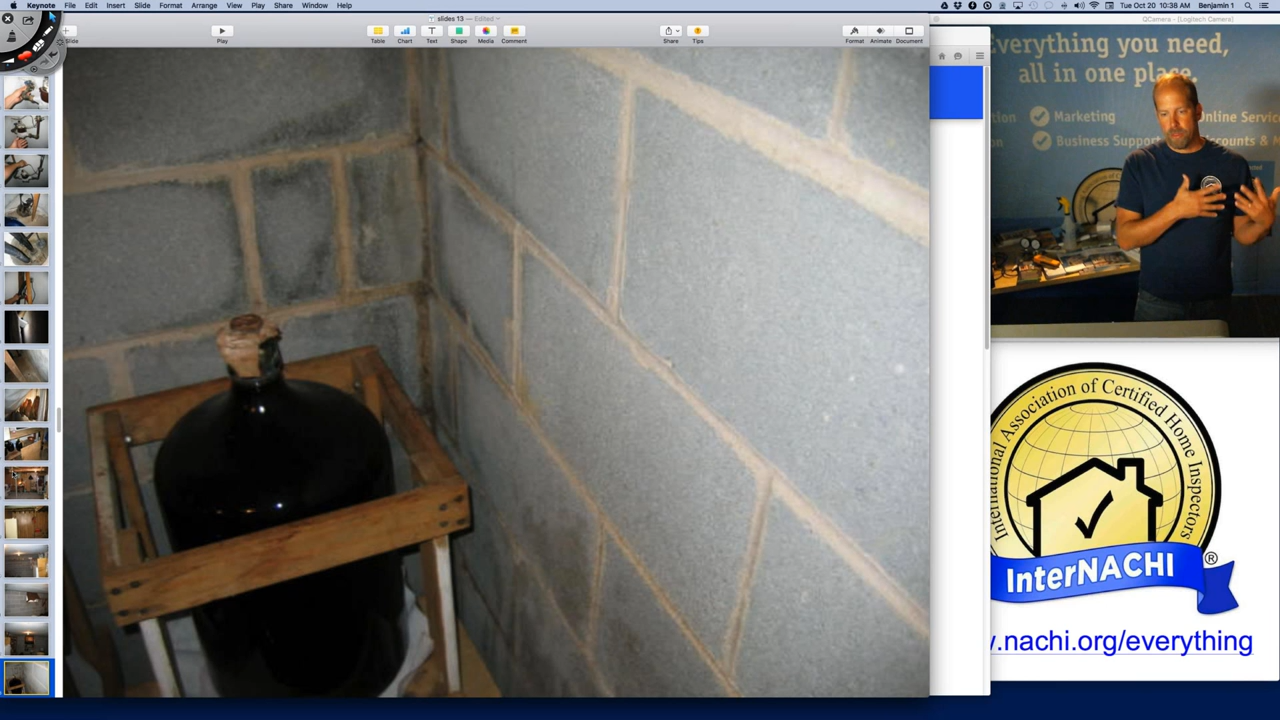 Keynote File Edit Insert Slide Format Arrange View Play Share Window Help
Tue Oct 20 10:38 AM Benjamin 1
slides 13 — Edited
QCamera - [Logitech Camera]
Slide
Play
Table Chart Text Shape Media Comment
Share Tips
Format Animate Document
Everything you need,
all in one place.
Marketing
Online Servic
Business Support
International Association of Certified Home Inspectors
InterNACHI®
.nachi.org/everything